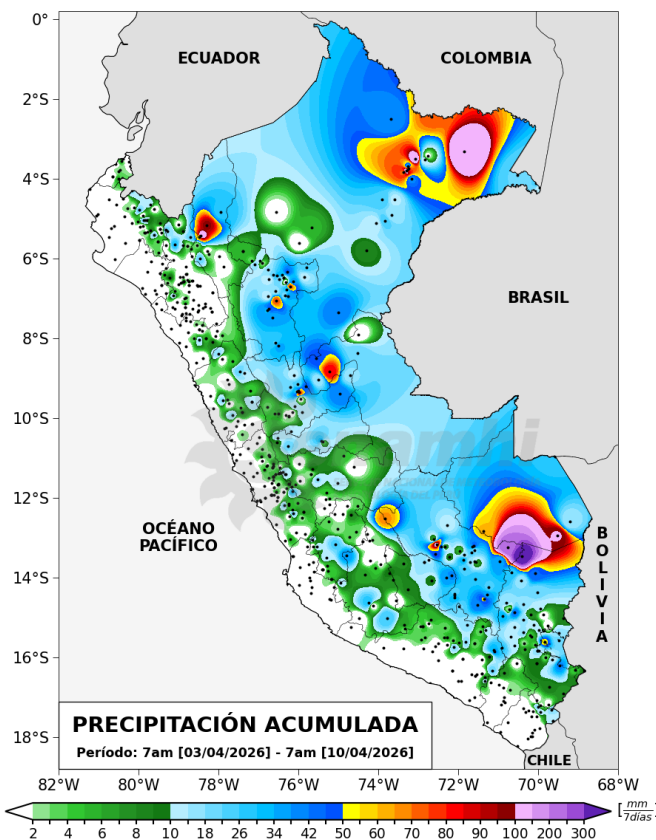 0°
2°S
4°S
6°S
8°S
10°S
12°S
14°S
16°S
18°S
ECUADOR
COLOMBIA
BRASIL
senamhi
OCÉANO
PACÍFICO
B
O
L
I
V
I
A
CHILE
PRECIPITACIÓN ACUMULADA
Período: 7am [03/04/2026] - 7am [10/04/2026]
82°W 80°W 78°W 76°W 74°W 72°W 70°W 68°W
2 4 6 8 10 18 26 34 42 50 60 70 80 90 100 200 300
[mm/7días]